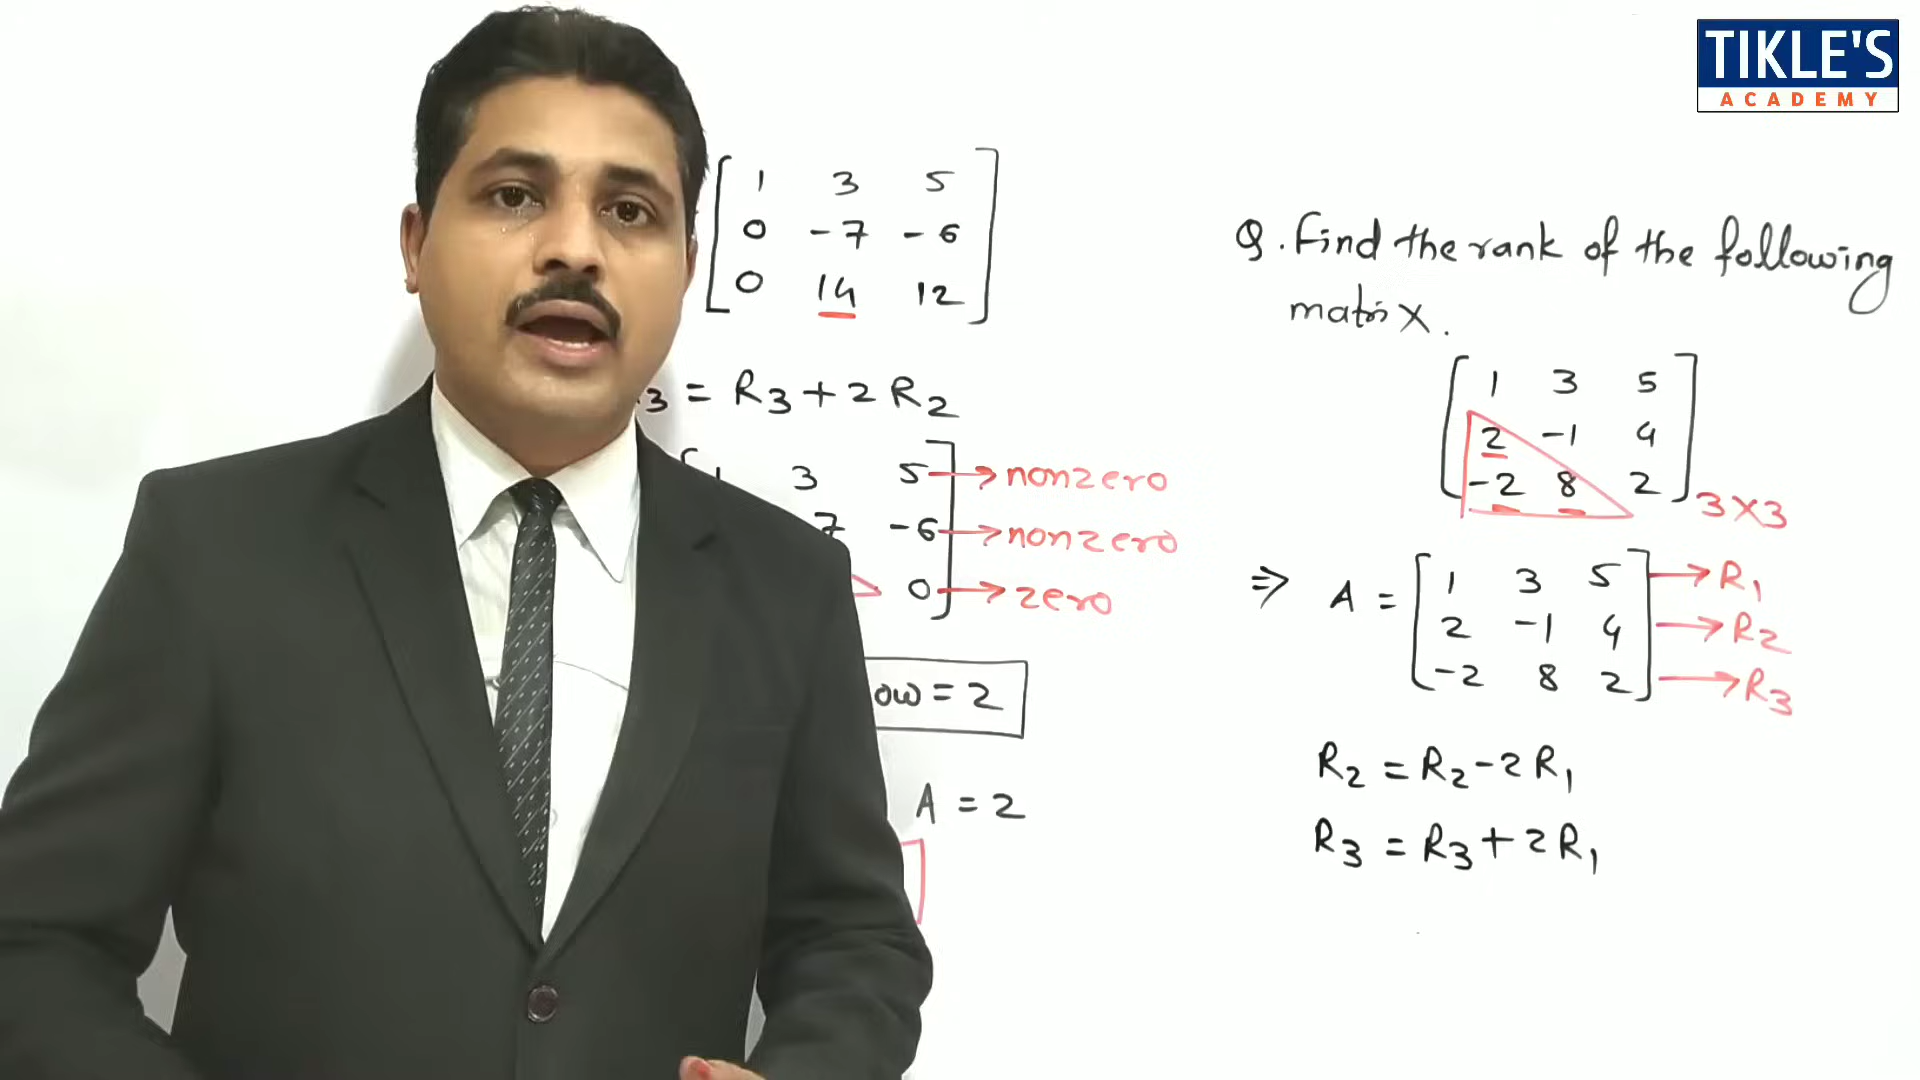 TIKLE'S
ACADEMY
1 3 5
0 -7 -6
0 14 12
3 = R3 + 2 R2
3 5 → nonzero
7 -6 → nonzero
0 → zero
ow = 2
A = 2
Q. Find the rank of the following
matrix.
1 3 5
2 -1 4
-2 8 2
3×3
⇒ A =
1 3 5 → R1
2 -1 4 → R2
-2 8 2 → R3
R2 = R2 - 2 R1
R3 = R3 + 2 R1